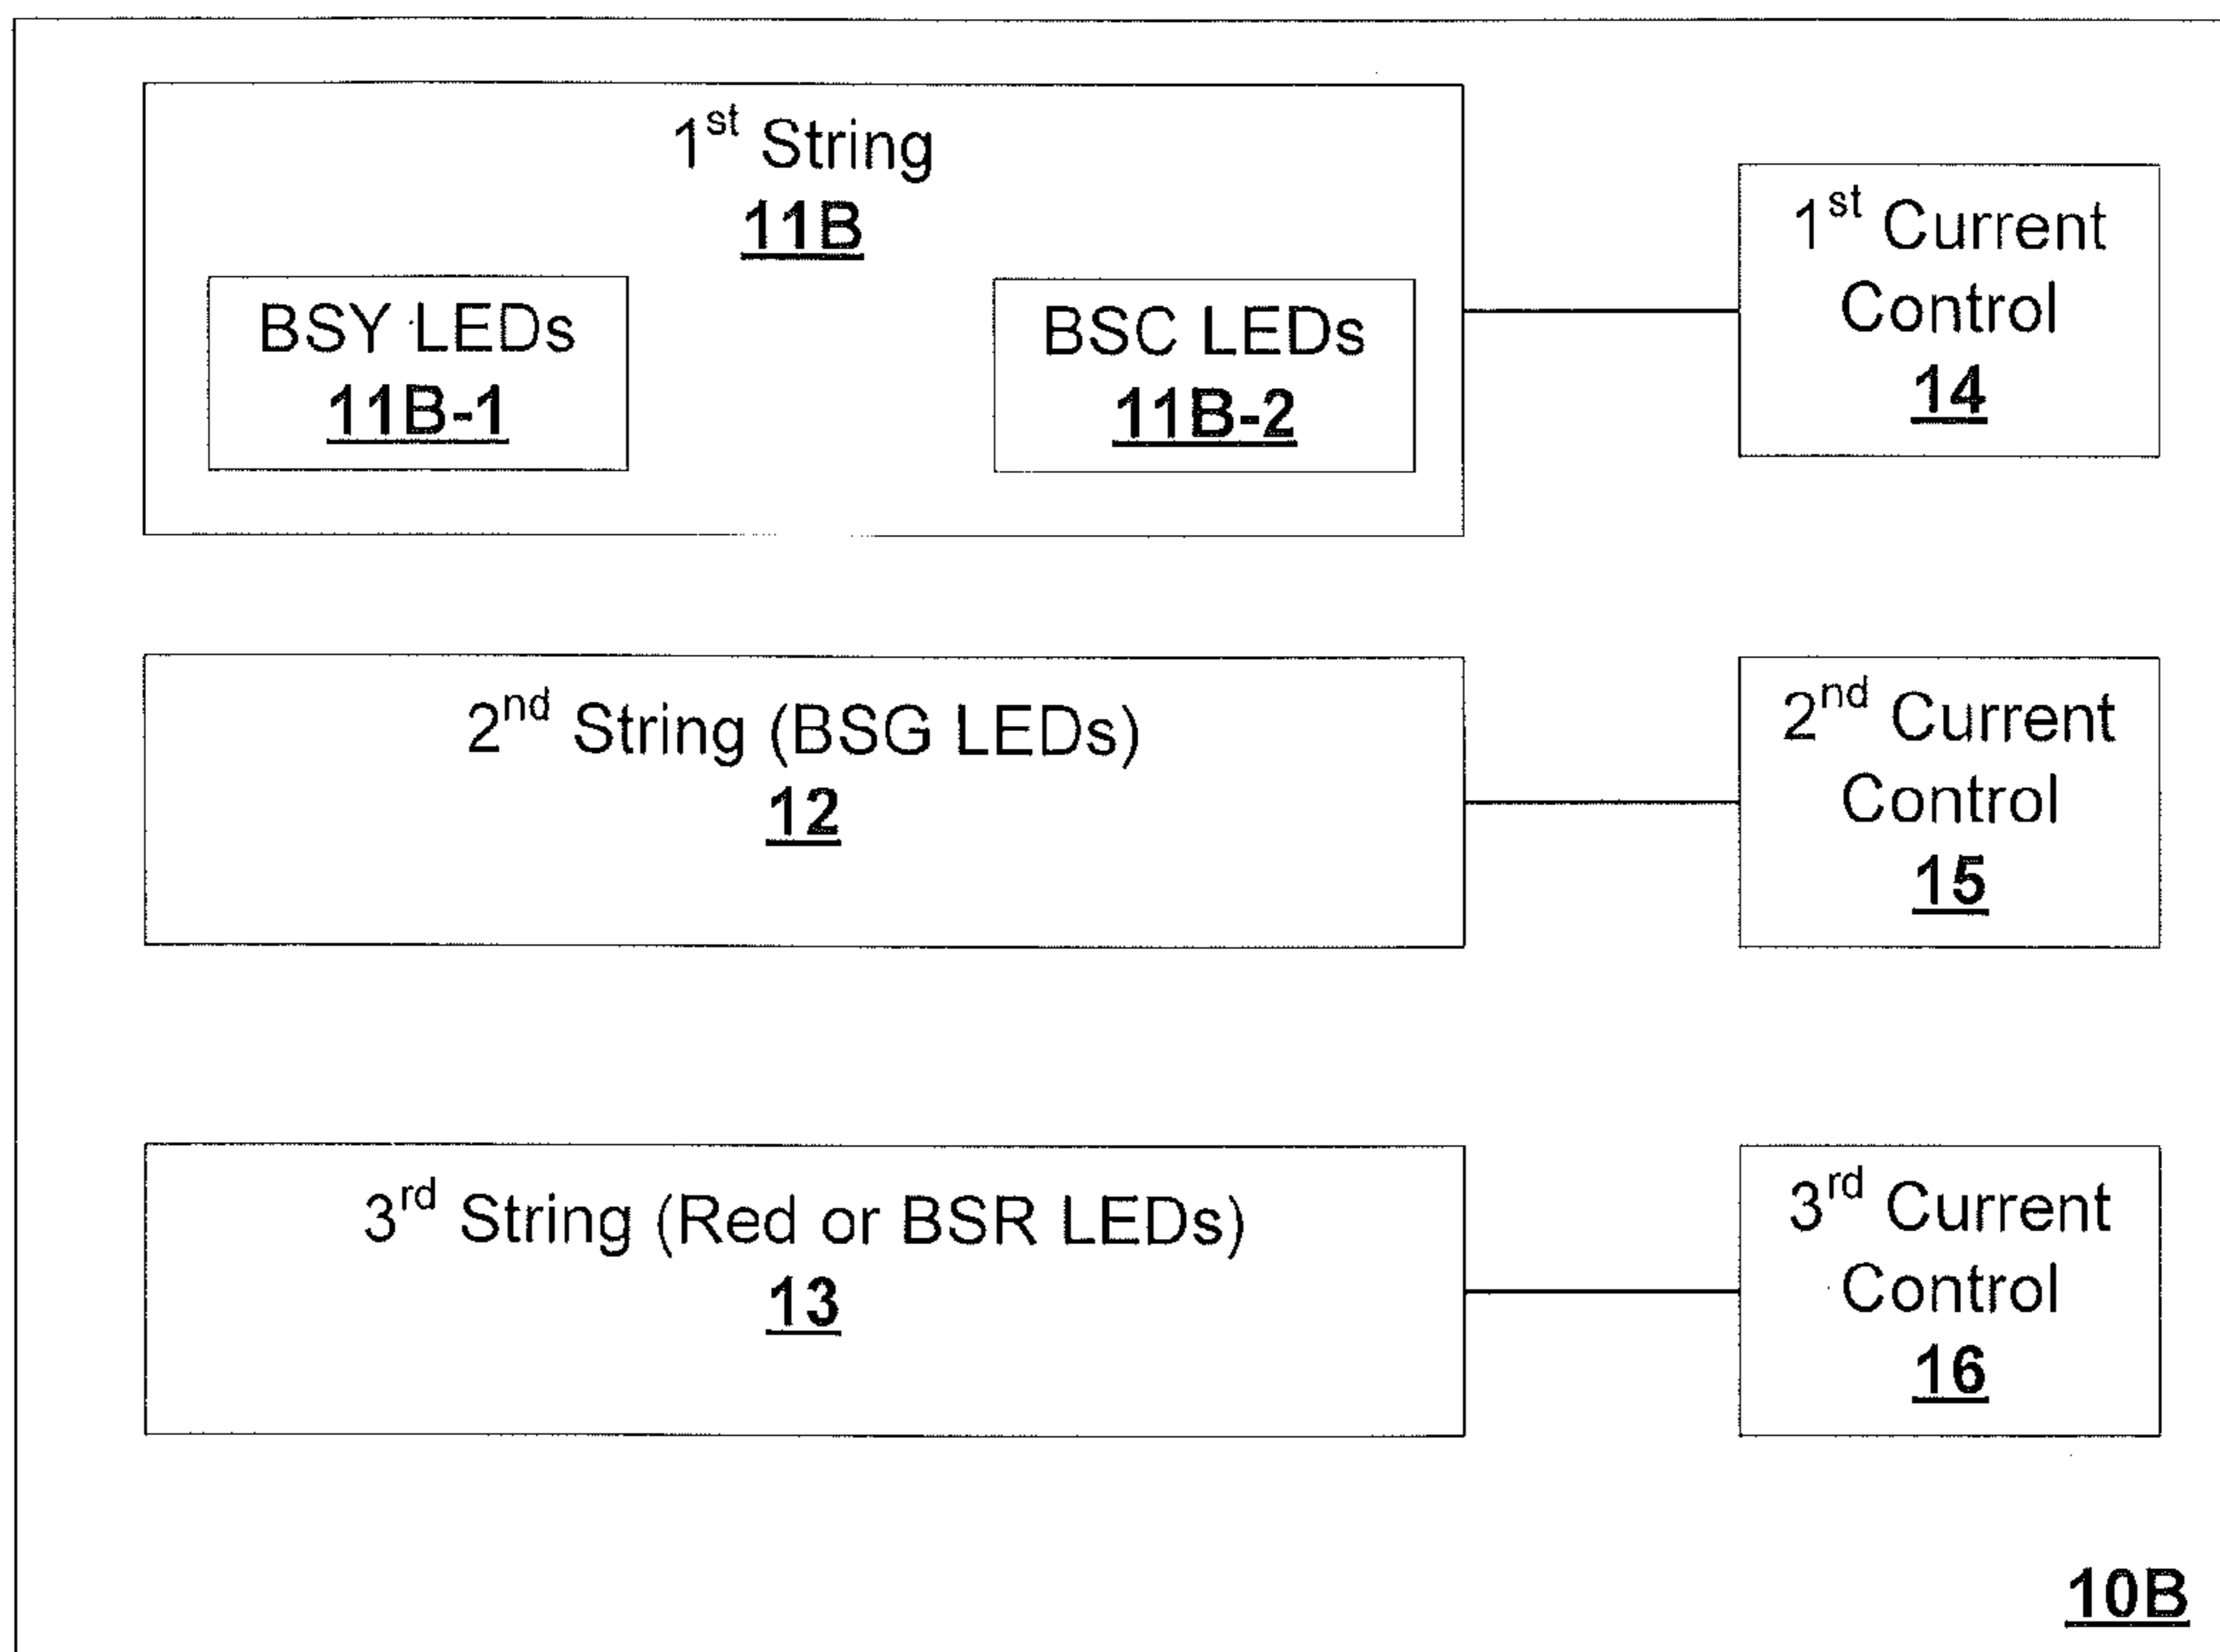 1st String
11B
BSY LEDs
11B-1
BSC LEDs
11B-2
1st Current
Control
14
2nd String (BSG LEDs)
12
2nd Current
Control
15
3rd String (Red or BSR LEDs)
13
3rd Current
Control
16
10B